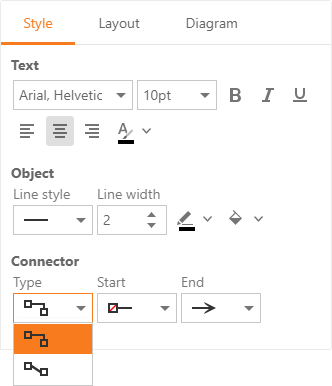 Style Layout Diagram
Text
Arial, Helvetic 10pt B I U
A
Object
Line style Line width
2
Connector
Type Start End